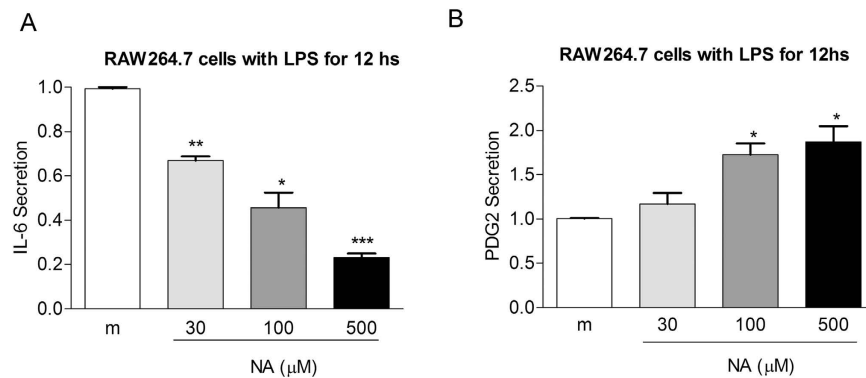 A
RAW264.7 cells with LPS for 12 hs
IL-6 Secretion
1.0
0.8
0.6
0.4
0.2
0.0
**
*
***
m
30
100
500
NA (μM)
B
RAW264.7 cells with LPS for 12hs
PDG2 Secretion
2.5
2.0
1.5
1.0
0.5
0.0
*
*
m
30
100
500
NA (μM)